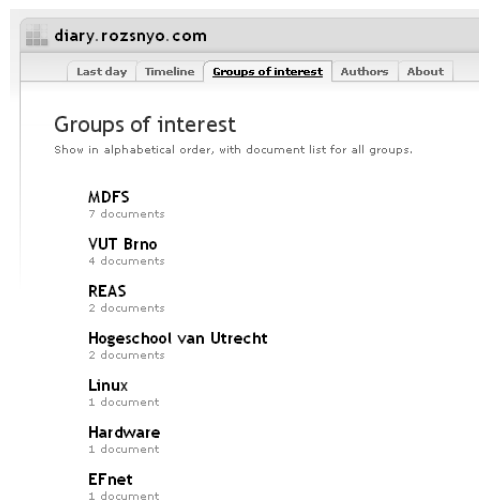 diary.rozsnyo.com
Last day Timeline Groups of interest Authors About
Groups of interest
Show in alphabetical order, with document list for all groups.
MDFS
7 documents
VUT Brno
4 documents
REAS
2 documents
Hogeschool van Utrecht
2 documents
Linux
1 document
Hardware
1 document
EFnet
1 document